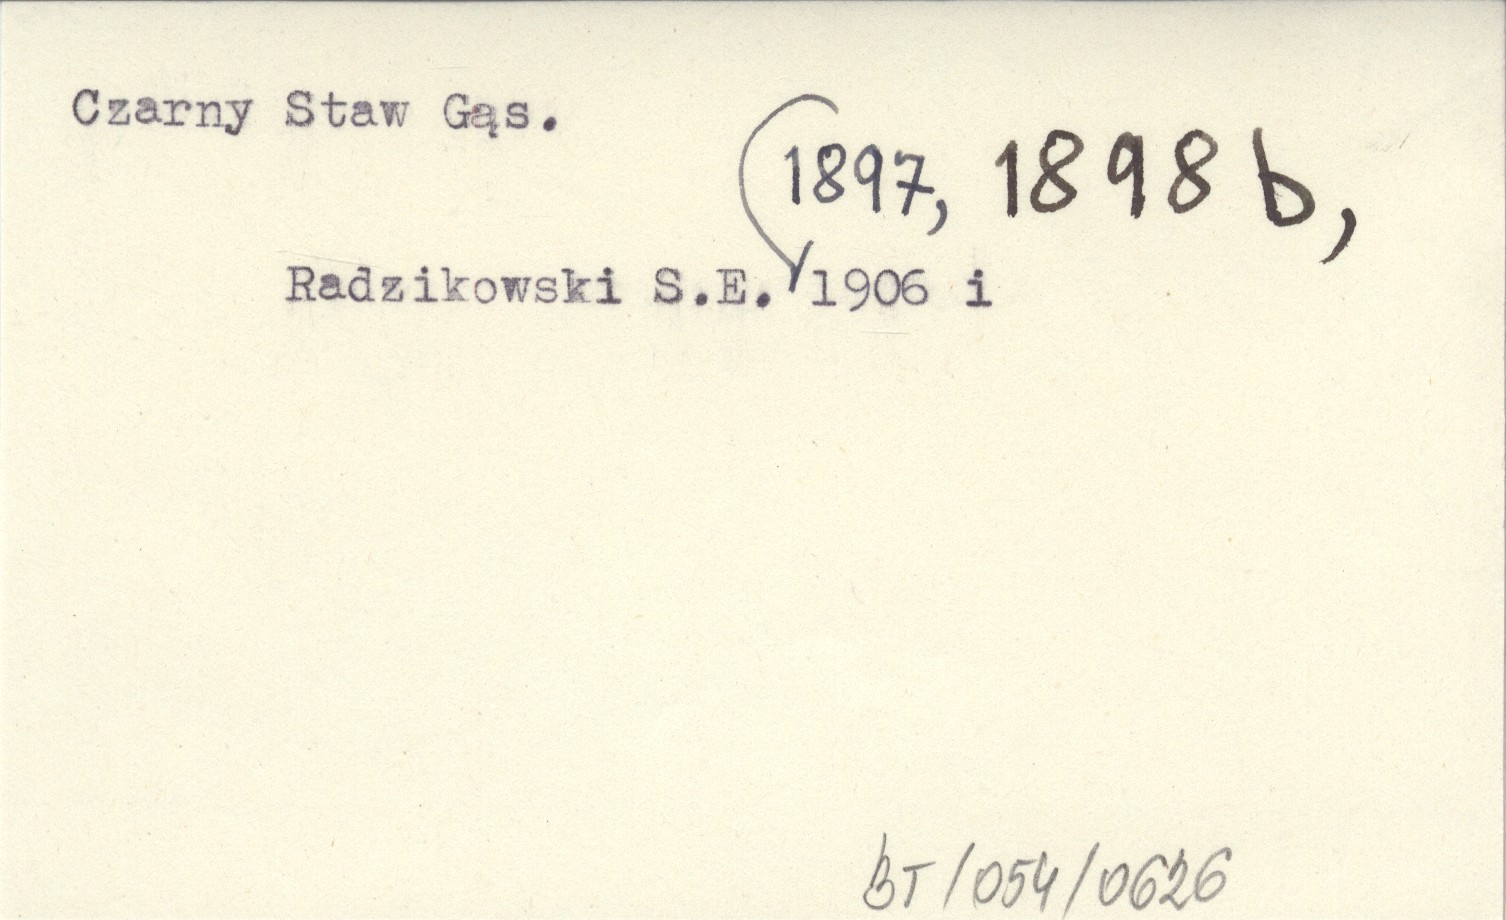 Czarny Staw Gąs.
1897, 1898 b,
Radzikowski S.E. 1906 i
BT/054/0626